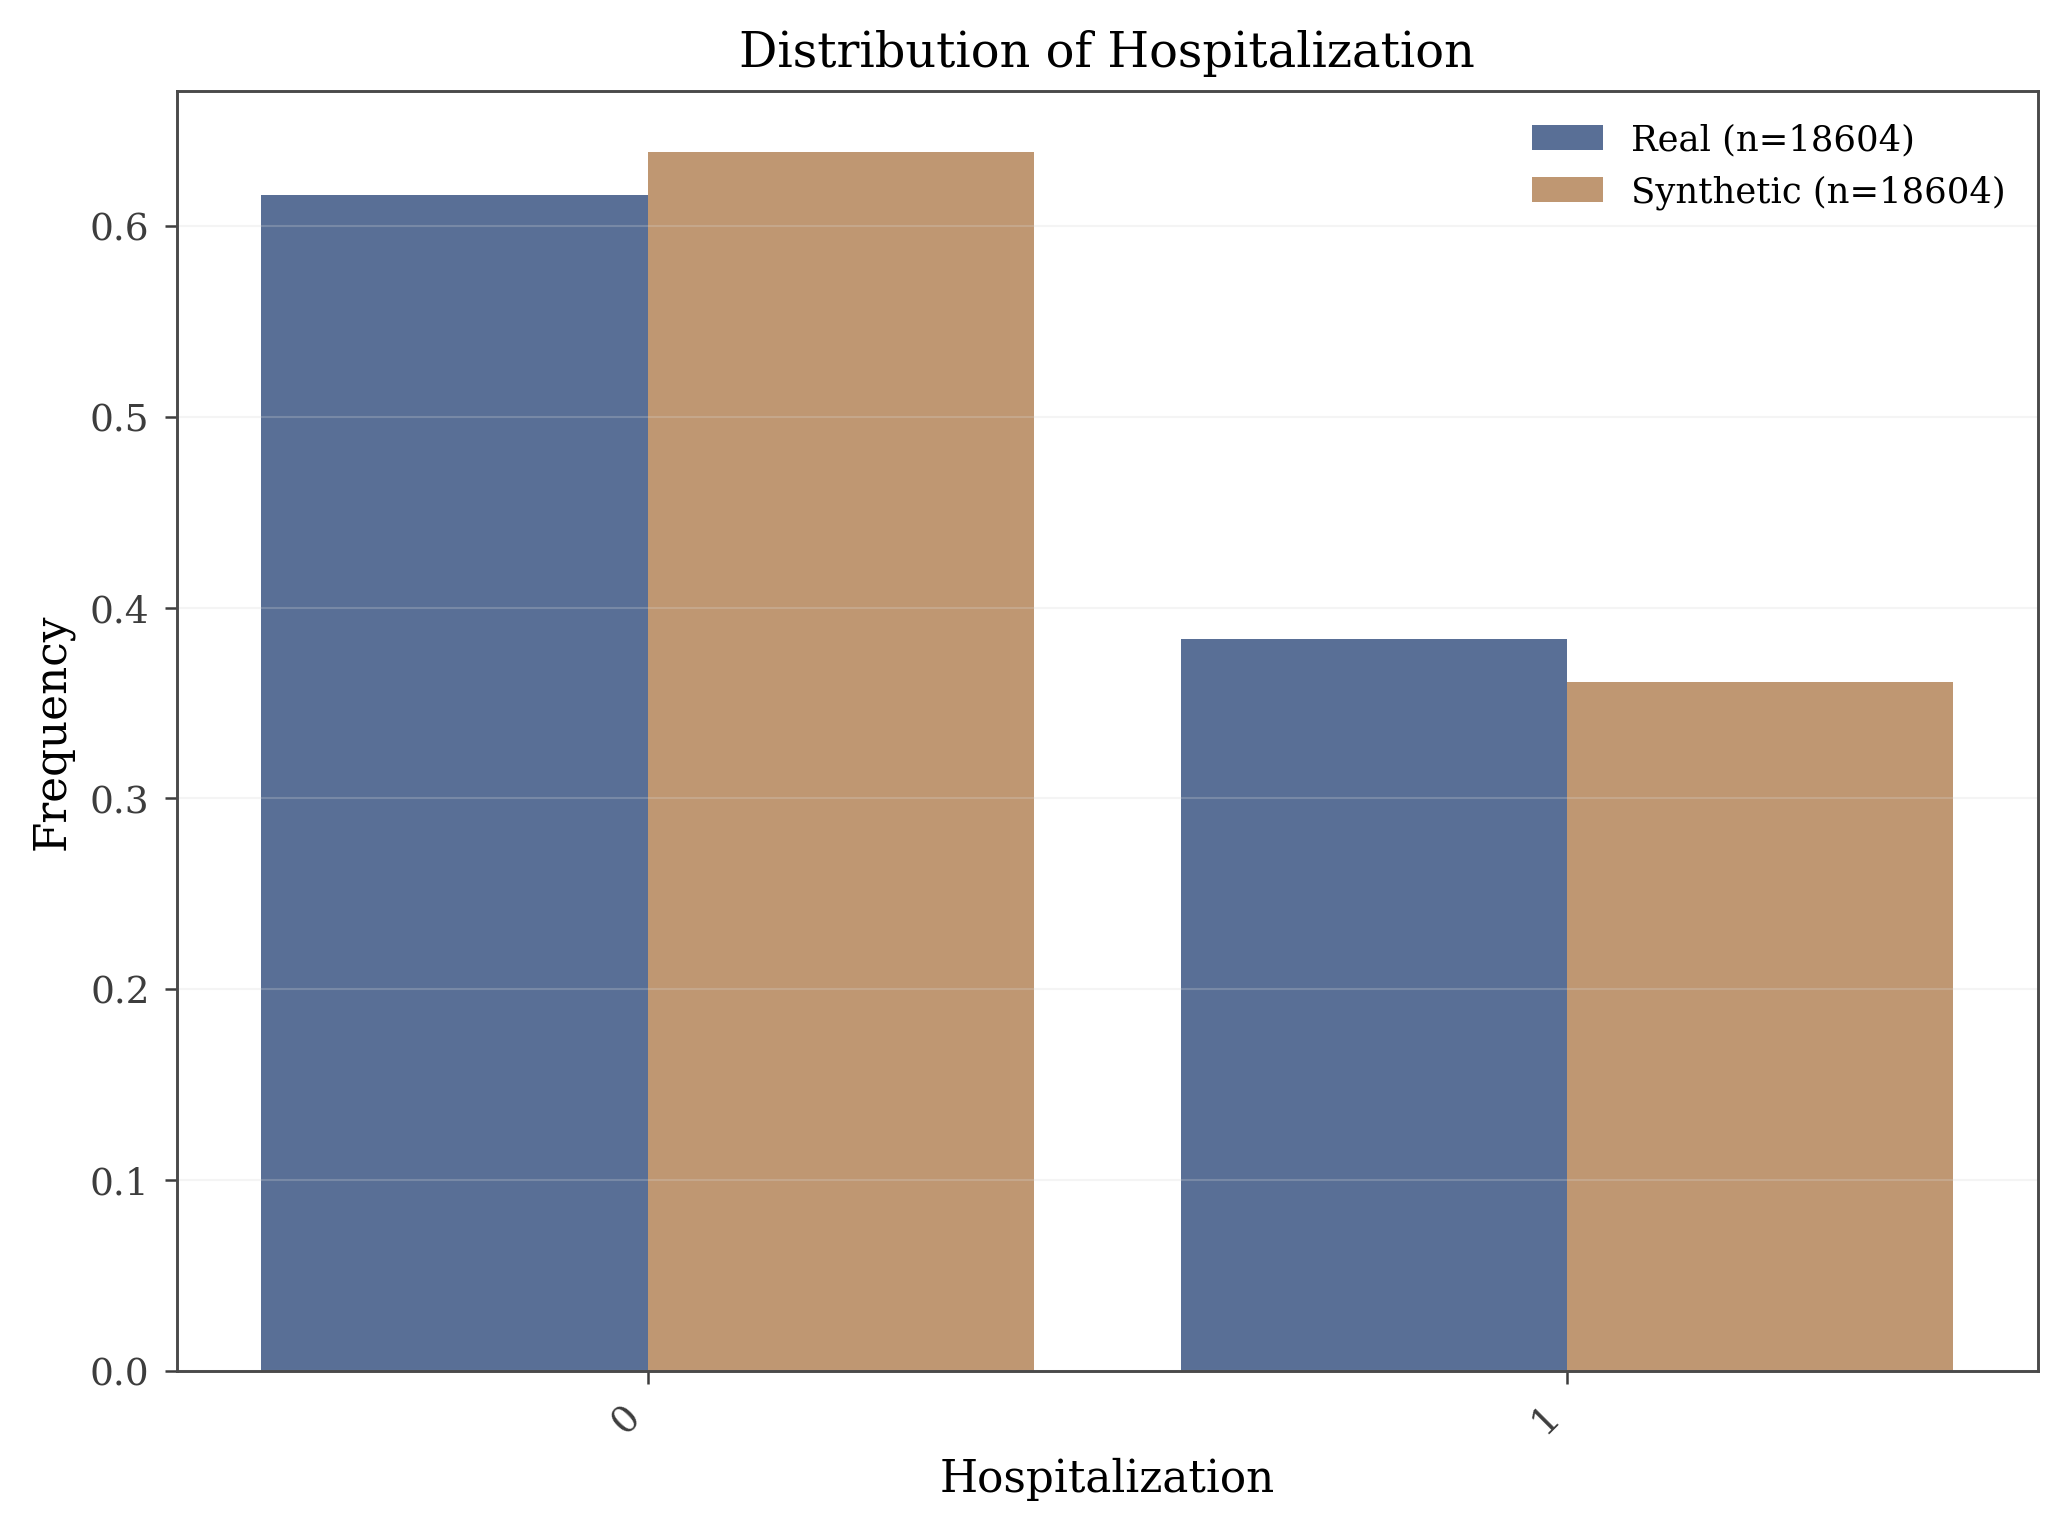 Distribution of Hospitalization
Real (n=18604)
Synthetic (n=18604)
Frequency
0.6
0.5
0.4
0.3
0.2
0.1
0.0
0
1
Hospitalization